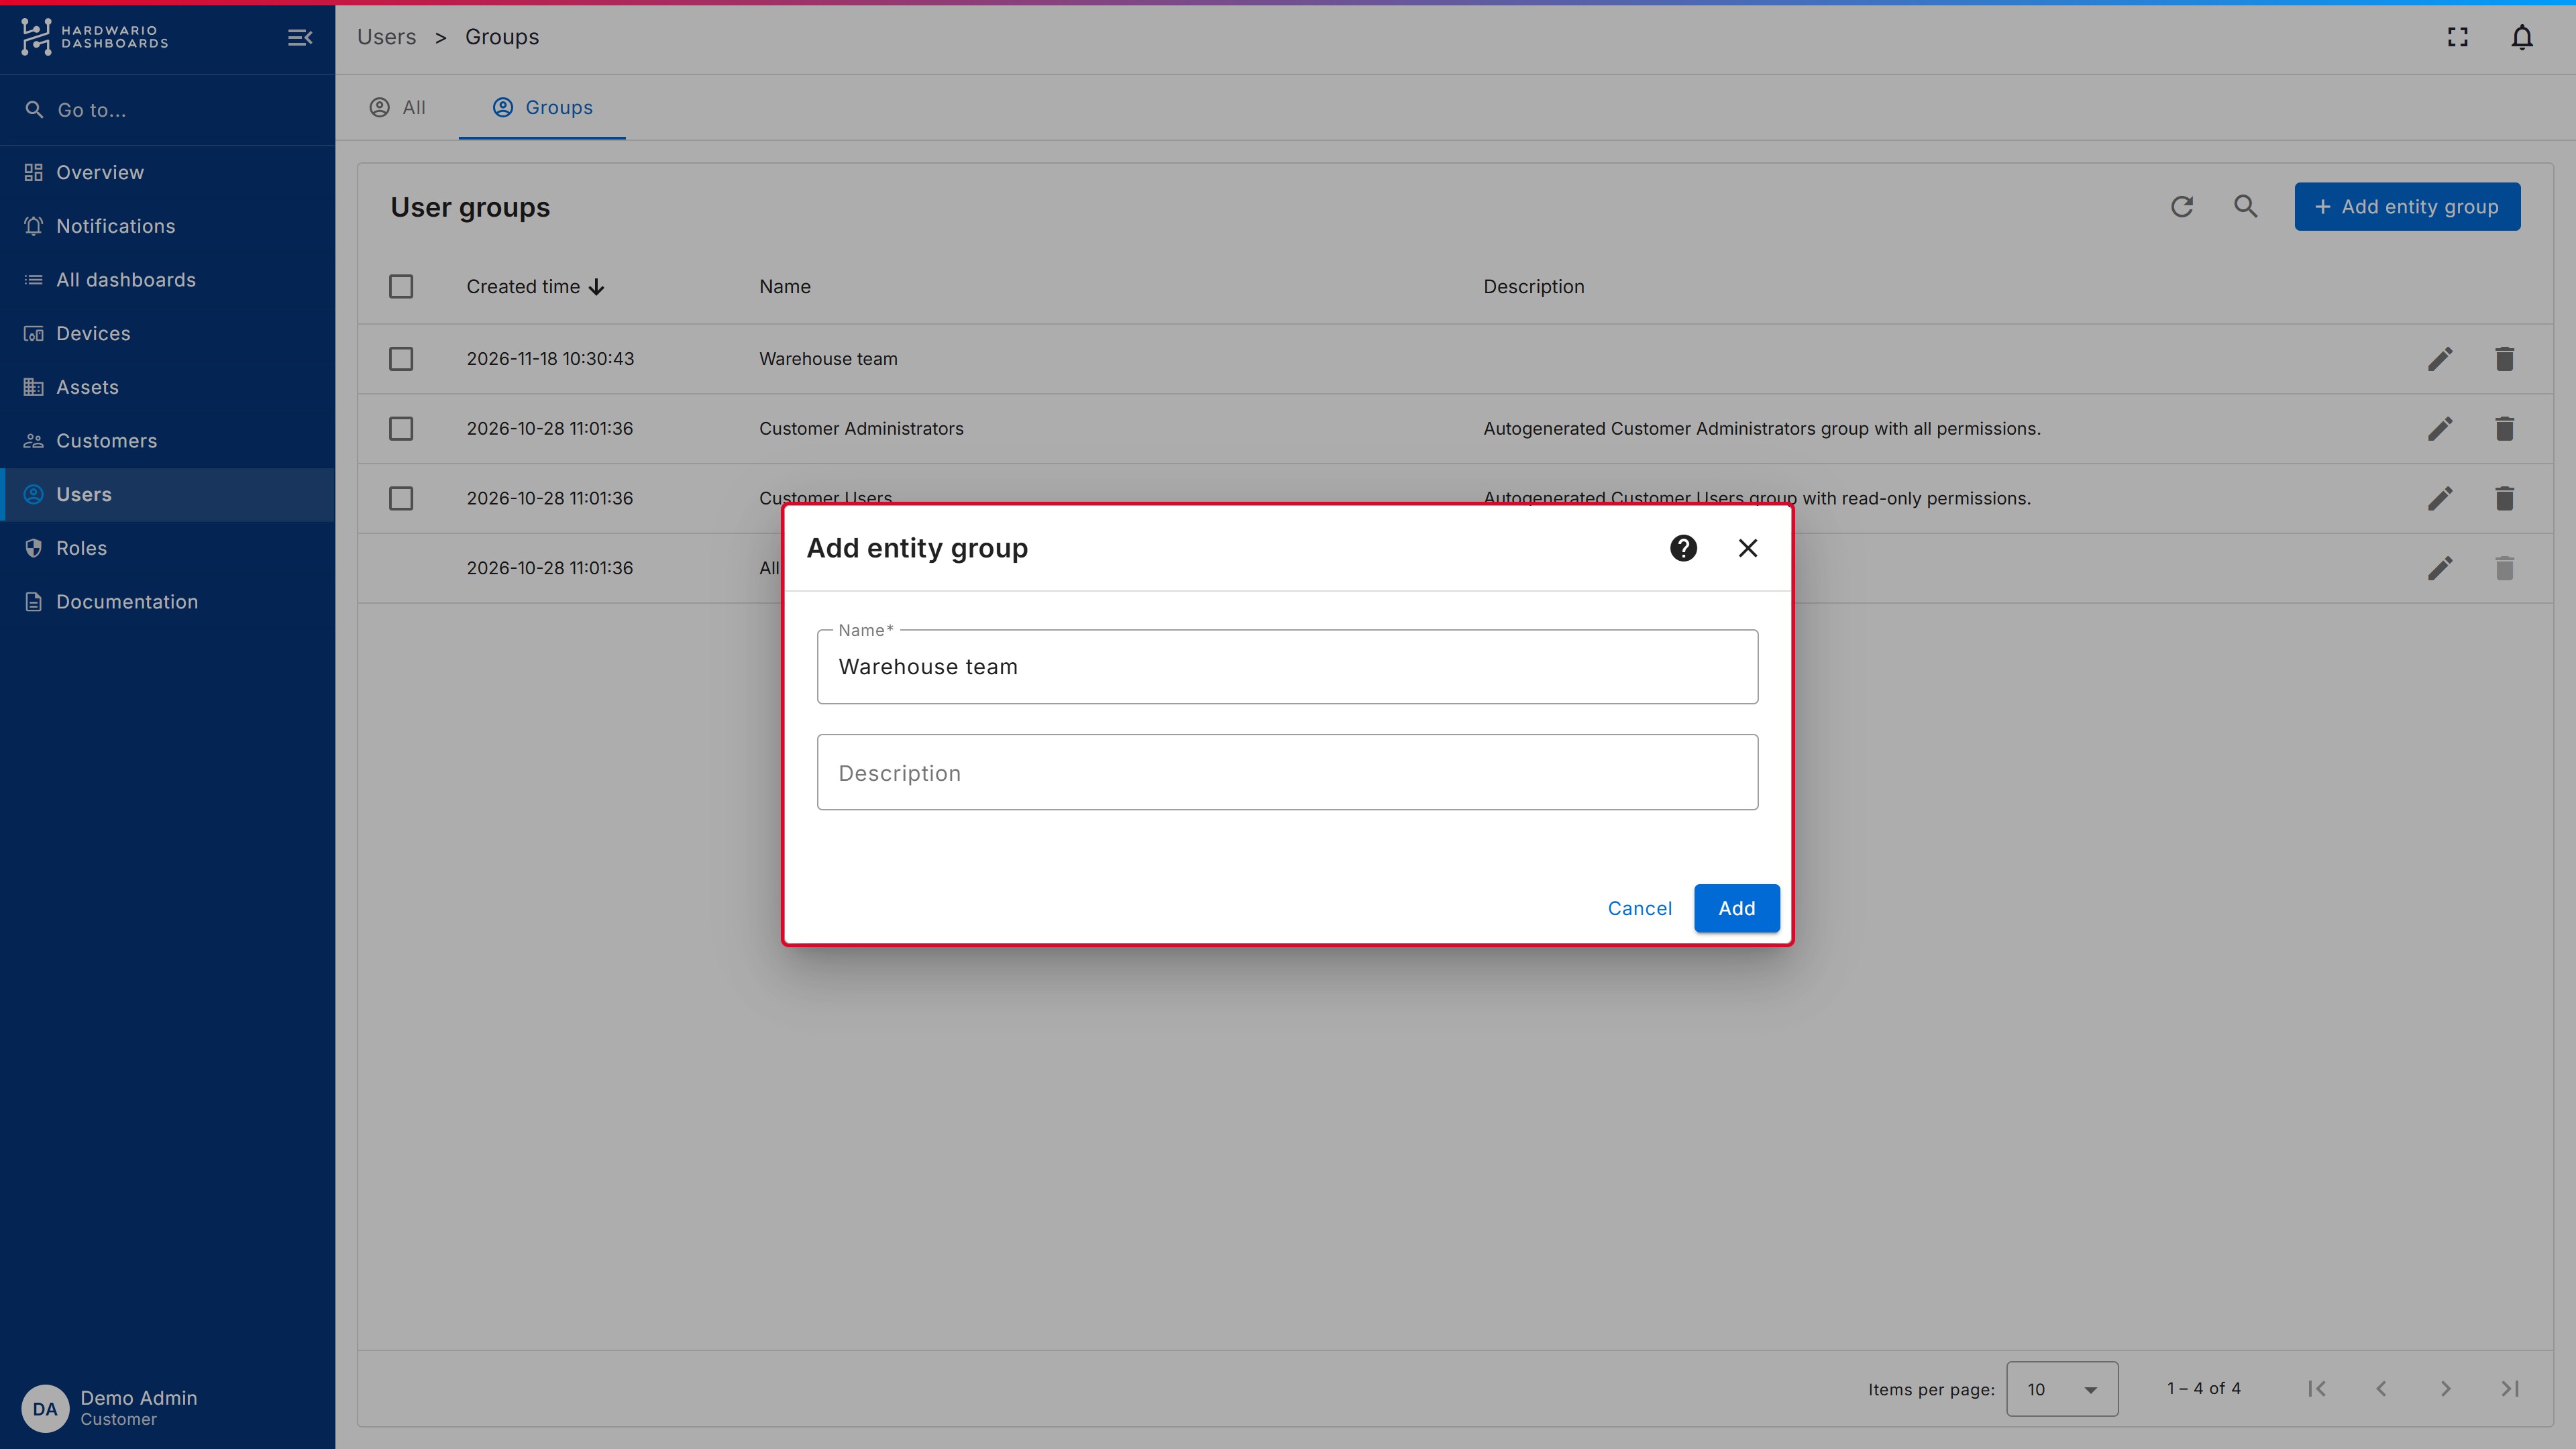 HARDWARIO
DASHBOARDS
Users > Groups
Go to...
All
Groups
Overview
Notifications
All dashboards
Devices
Assets
Customers
Users
Roles
Documentation
User groups
+ Add entity group
Created time Name Description
2026-11-18 10:30:43 Warehouse team
2026-10-28 11:01:36 Customer Administrators Autogenerated Customer Administrators group with all permissions.
2026-10-28 11:01:36 Customer Users Autogenerated Customer Users group with read-only permissions.
2026-10-28 11:01:36 All
Add entity group
Name*
Warehouse team
Description
Cancel Add
Items per page: 10 1 – 4 of 4
DA
Demo Admin
Customer